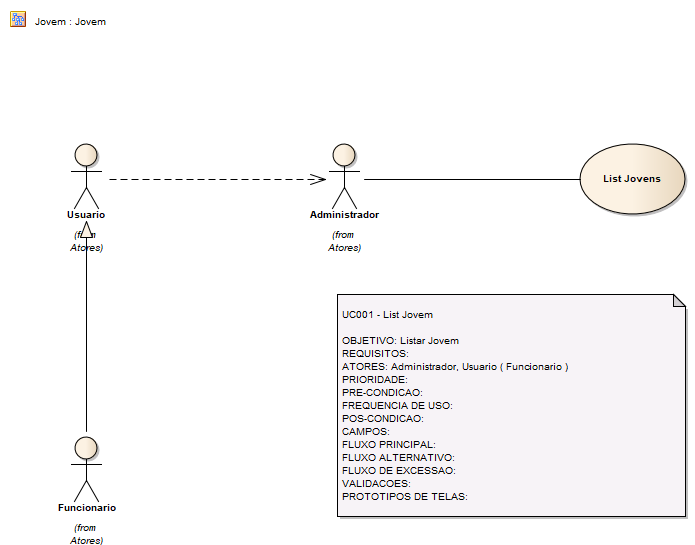 Jovem : Jovem
Usuario
(from
Atores)
Administrador
(from
Atores)
List Jovens
UC001 - List Jovem
OBJETIVO: Listar Jovem
REQUISITOS:
ATORES: Administrador, Usuario ( Funcionario )
PRIORIDADE:
PRE-CONDICAO:
FREQUENCIA DE USO:
POS-CONDICAO:
CAMPOS:
FLUXO PRINCIPAL:
FLUXO ALTERNATIVO:
FLUXO DE EXCESSAO:
VALIDACOES:
PROTOTIPOS DE TELAS:
Funcionario
(from
Atores)